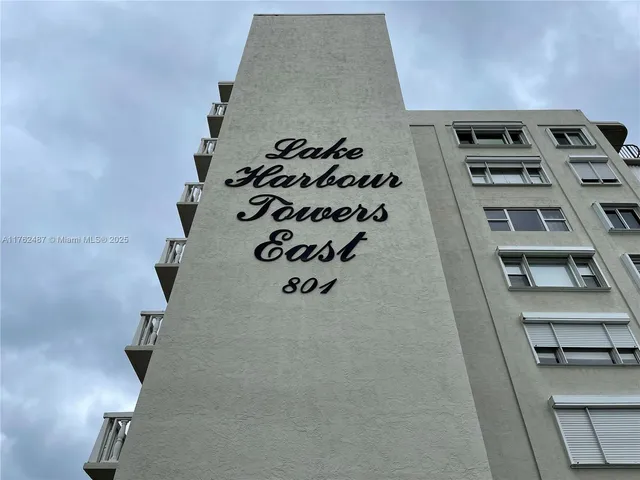 Lake
Harbour
Towers
East
801
A11762487 © Miami MLS® 2025